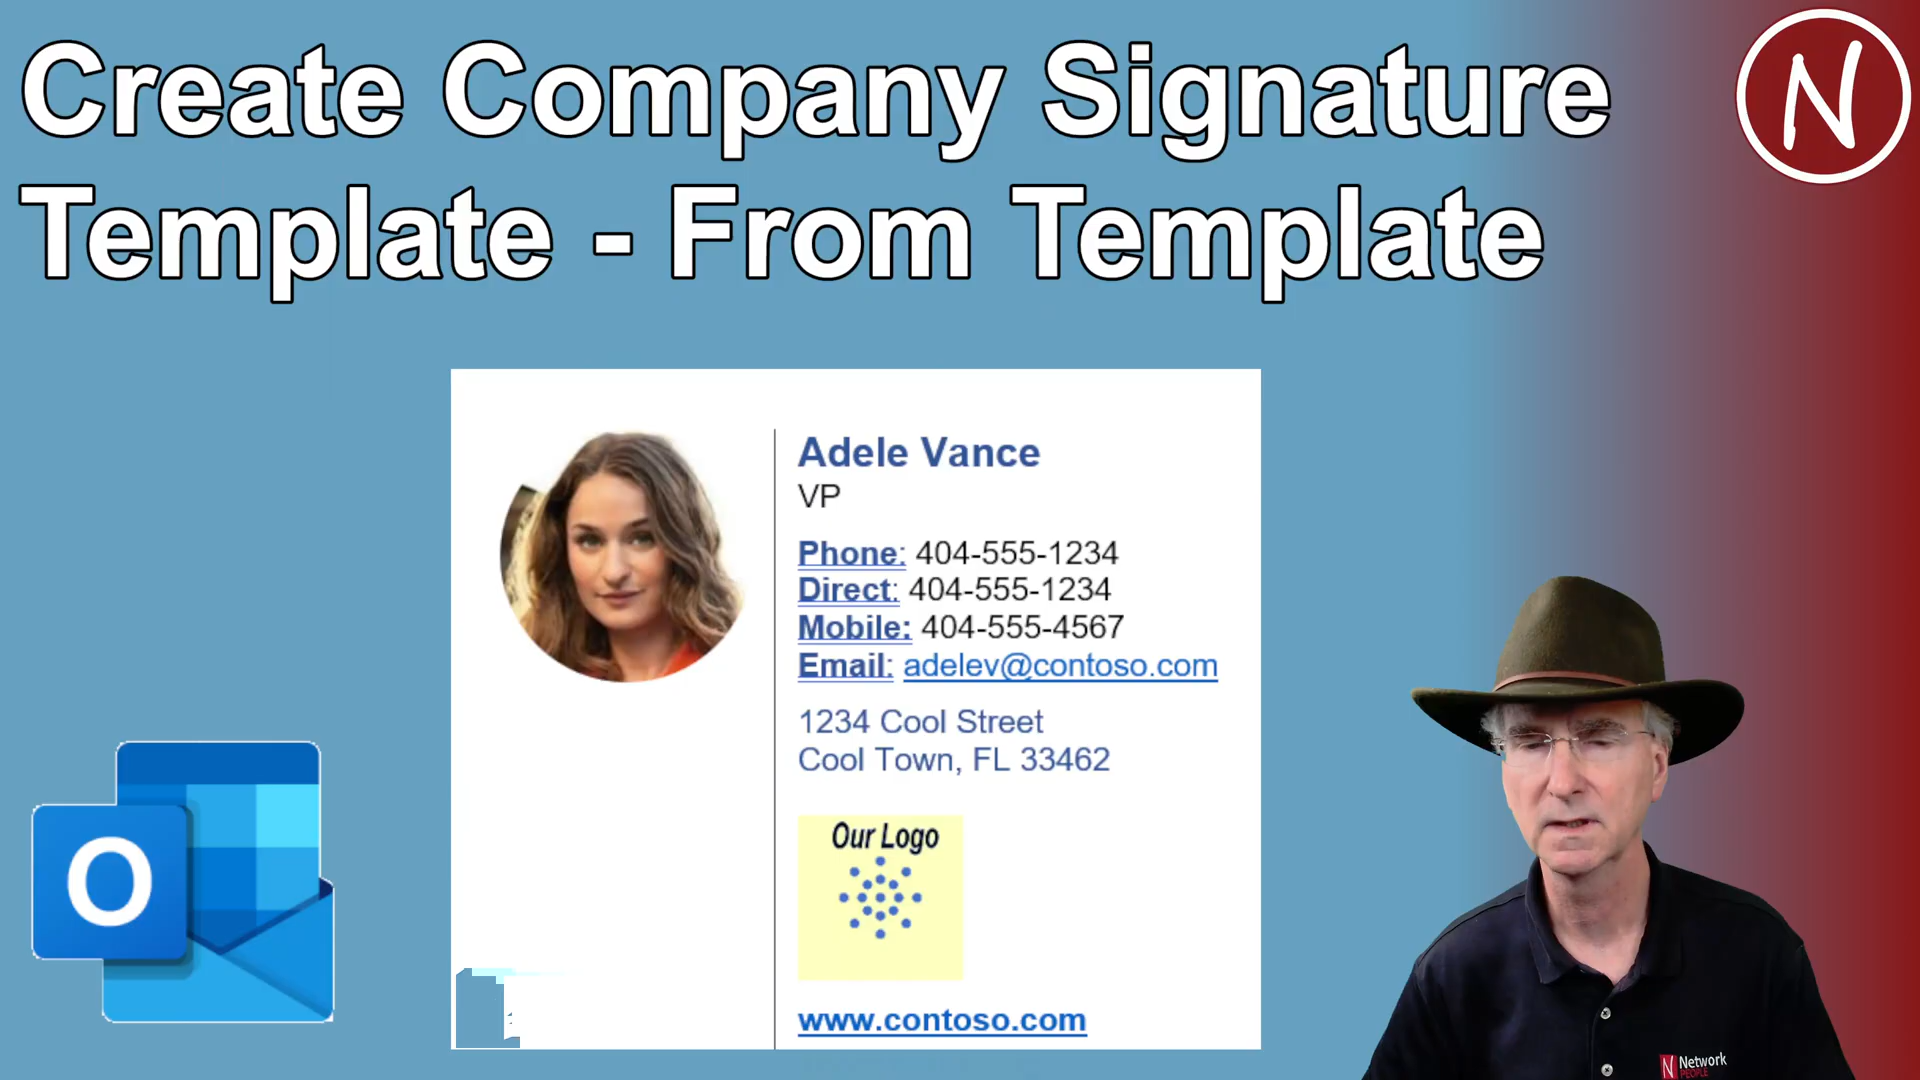 Create Company Signature
Template - From Template
N
Adele Vance
VP
Phone: 404-555-1234
Direct: 404-555-1234
Mobile: 404-555-4567
Email: adelev@contoso.com
1234 Cool Street
Cool Town, FL 33462
Our Logo
www.contoso.com
O
N Network
PEOPLE